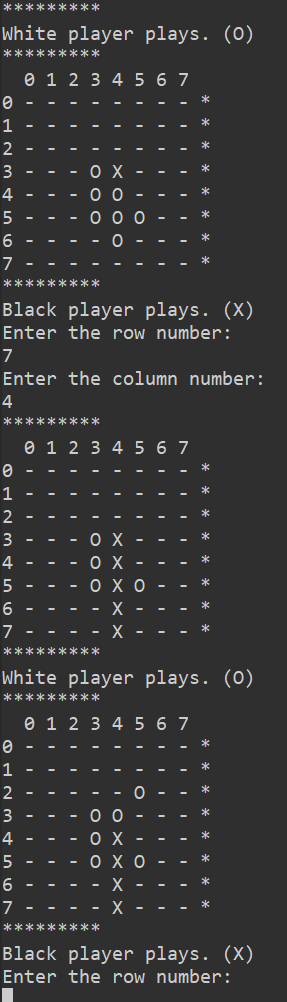 *********
White player plays. (O)
*********
  0 1 2 3 4 5 6 7
0 - - - - - - - - *
1 - - - - - - - - *
2 - - - - - - - - *
3 - - - O X - - - *
4 - - - O O - - - *
5 - - - O O O - - *
6 - - - - O - - - *
7 - - - - - - - - *
*********
Black player plays. (X)
Enter the row number:
7
Enter the column number:
4
*********
  0 1 2 3 4 5 6 7
0 - - - - - - - - *
1 - - - - - - - - *
2 - - - - - - - - *
3 - - - O X - - - *
4 - - - O X - - - *
5 - - - O X O - - *
6 - - - - X - - - *
7 - - - - X - - - *
*********
White player plays. (O)
*********
  0 1 2 3 4 5 6 7
0 - - - - - - - - *
1 - - - - - - - - *
2 - - - - - O - - *
3 - - - O O - - - *
4 - - - O X - - - *
5 - - - O X O - - *
6 - - - - X - - - *
7 - - - - X - - - *
*********
Black player plays. (X)
Enter the row number: